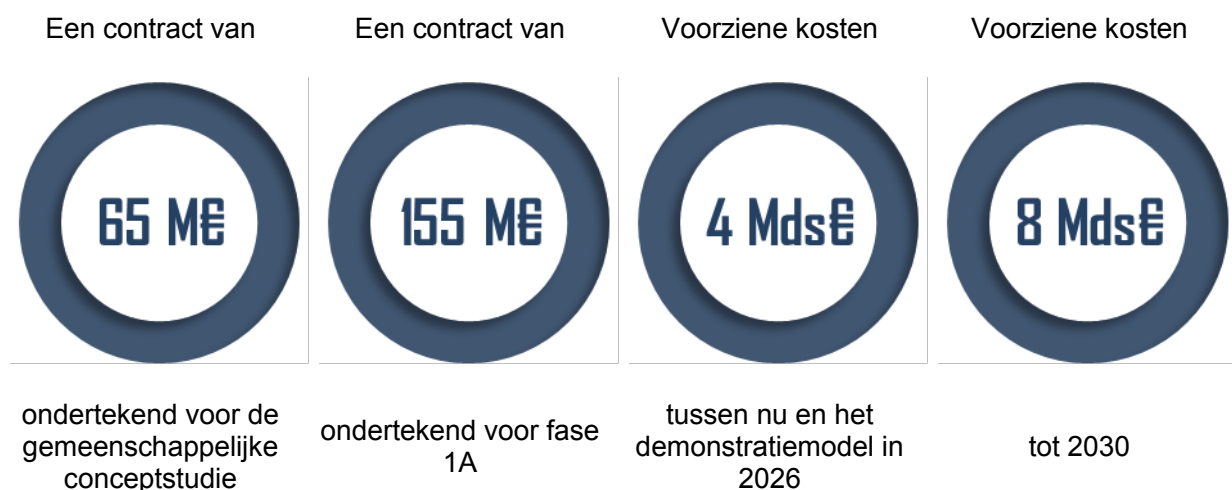 Een contract van
65 M€
ondertekend voor de
gemeenschappelijke
conceptstudie
Een contract van
155 M€
ondertekend voor fase
1A
Voorziene kosten
4 Mds€
tussen nu en het
demonstratiemodel in
2026
Voorziene kosten
8 Mds€
tot 2030